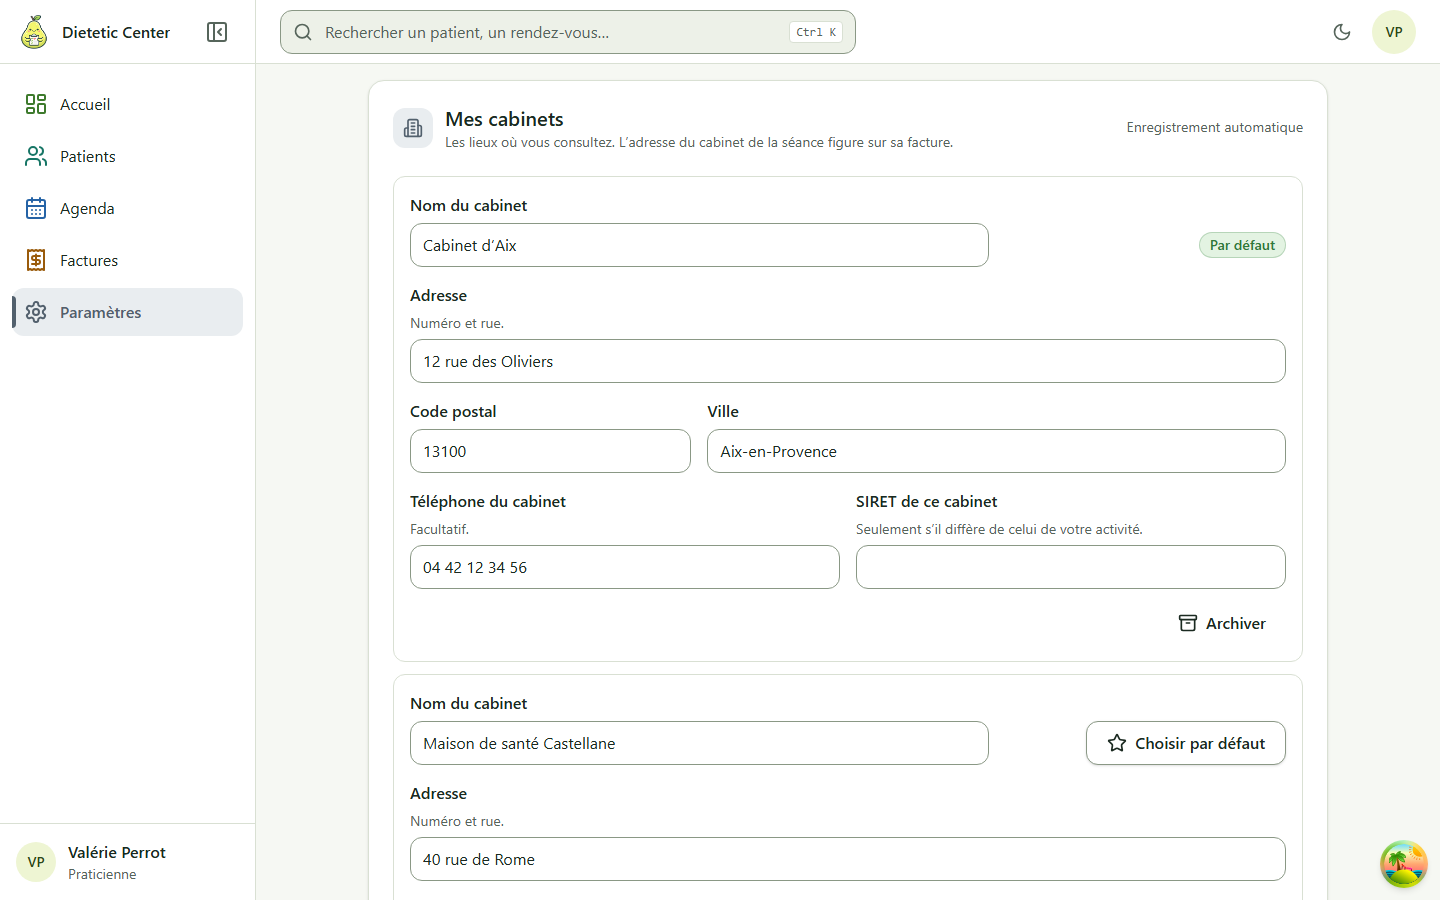 Dietetic Center
Rechercher un patient, un rendez-vous...
Ctrl K
VP
Accueil
Patients
Agenda
Factures
Paramètres
Mes cabinets
Les lieux où vous consultez. L’adresse du cabinet de la séance figure sur sa facture.
Enregistrement automatique
Nom du cabinet
Cabinet d’Aix
Par défaut
Adresse
Numéro et rue.
12 rue des Oliviers
Code postal
Ville
13100
Aix-en-Provence
Téléphone du cabinet
SIRET de ce cabinet
Facultatif.
Seulement s’il diffère de celui de votre activité.
04 42 12 34 56
Archiver
Nom du cabinet
Maison de santé Castellane
Choisir par défaut
Adresse
Numéro et rue.
40 rue de Rome
VP
Valérie Perrot
Praticienne